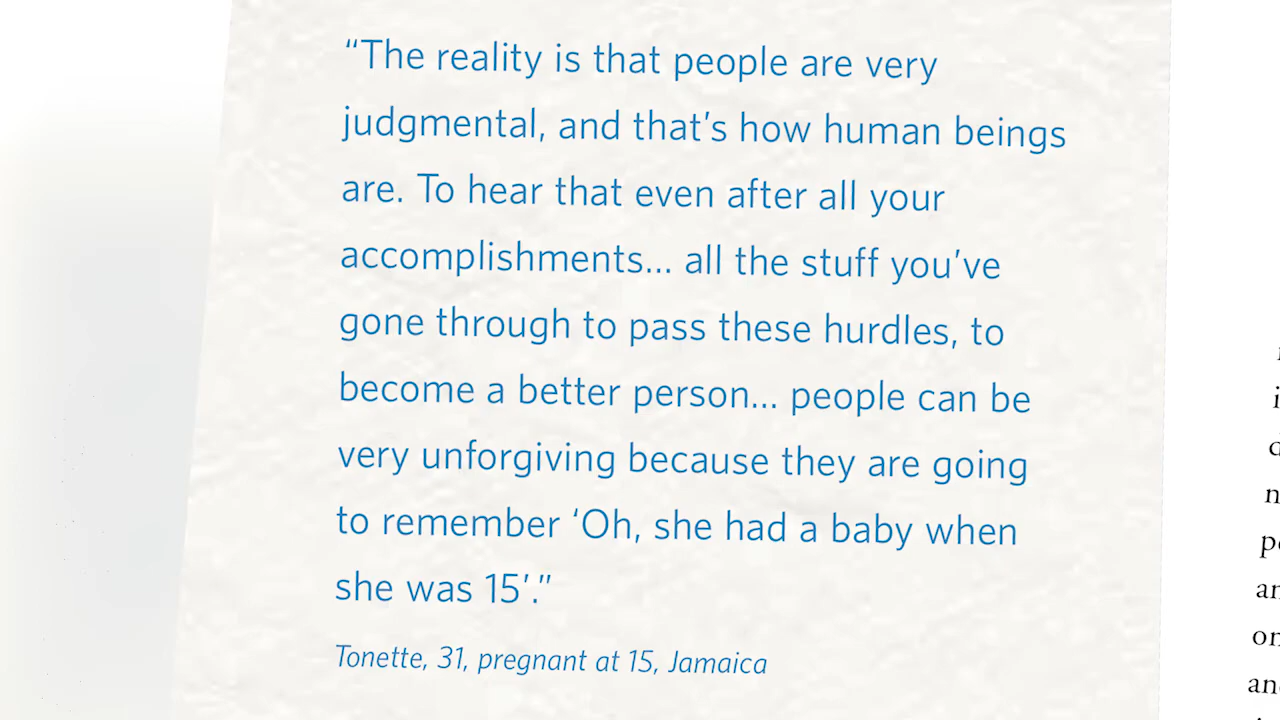 “The reality is that people are very
judgmental, and that’s how human beings
are. To hear that even after all your
accomplishments... all the stuff you’ve
gone through to pass these hurdles, to
become a better person... people can be
very unforgiving because they are going
to remember ‘Oh, she had a baby when
she was 15’.”
Tonette, 31, pregnant at 15, Jamaica